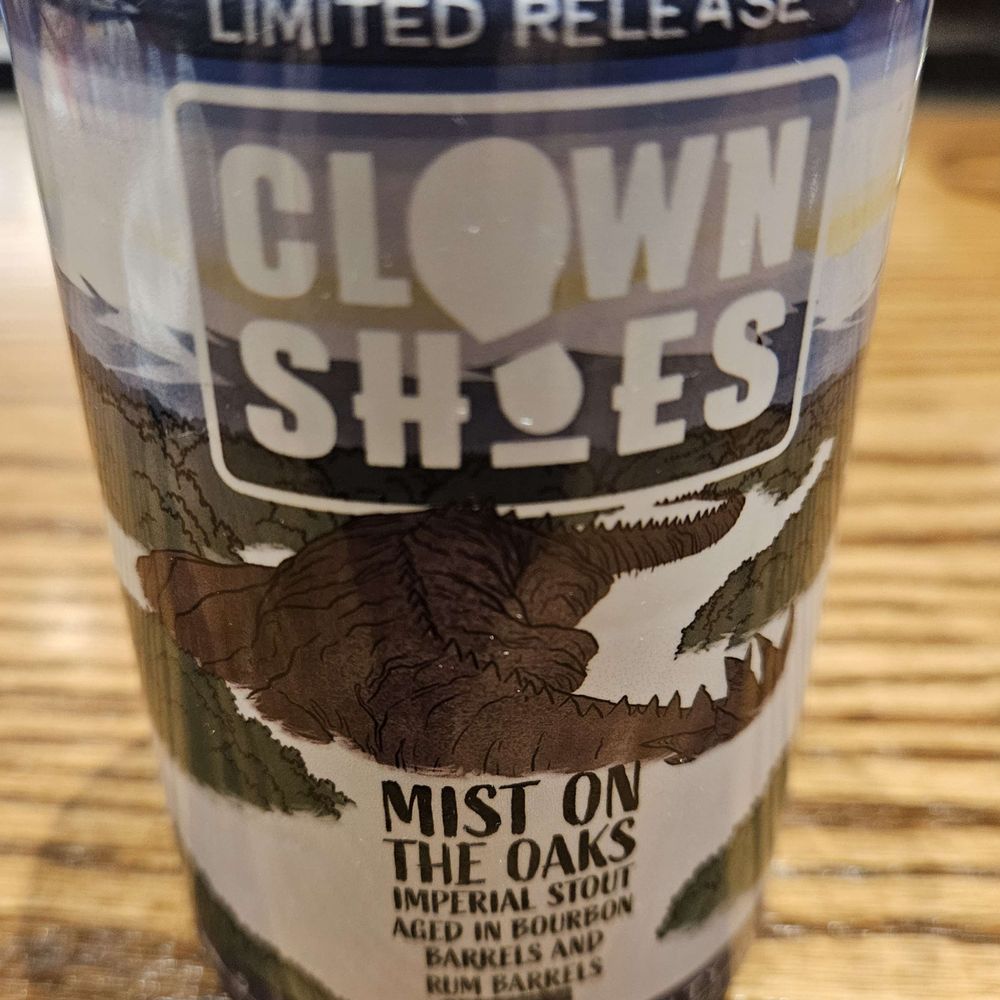 LIMITED RELEASE
CLOWN
SHOES
MIST ON
THE OAKS
IMPERIAL STOUT
AGED IN BOURBON
BARRELS AND
RUM BARRELS